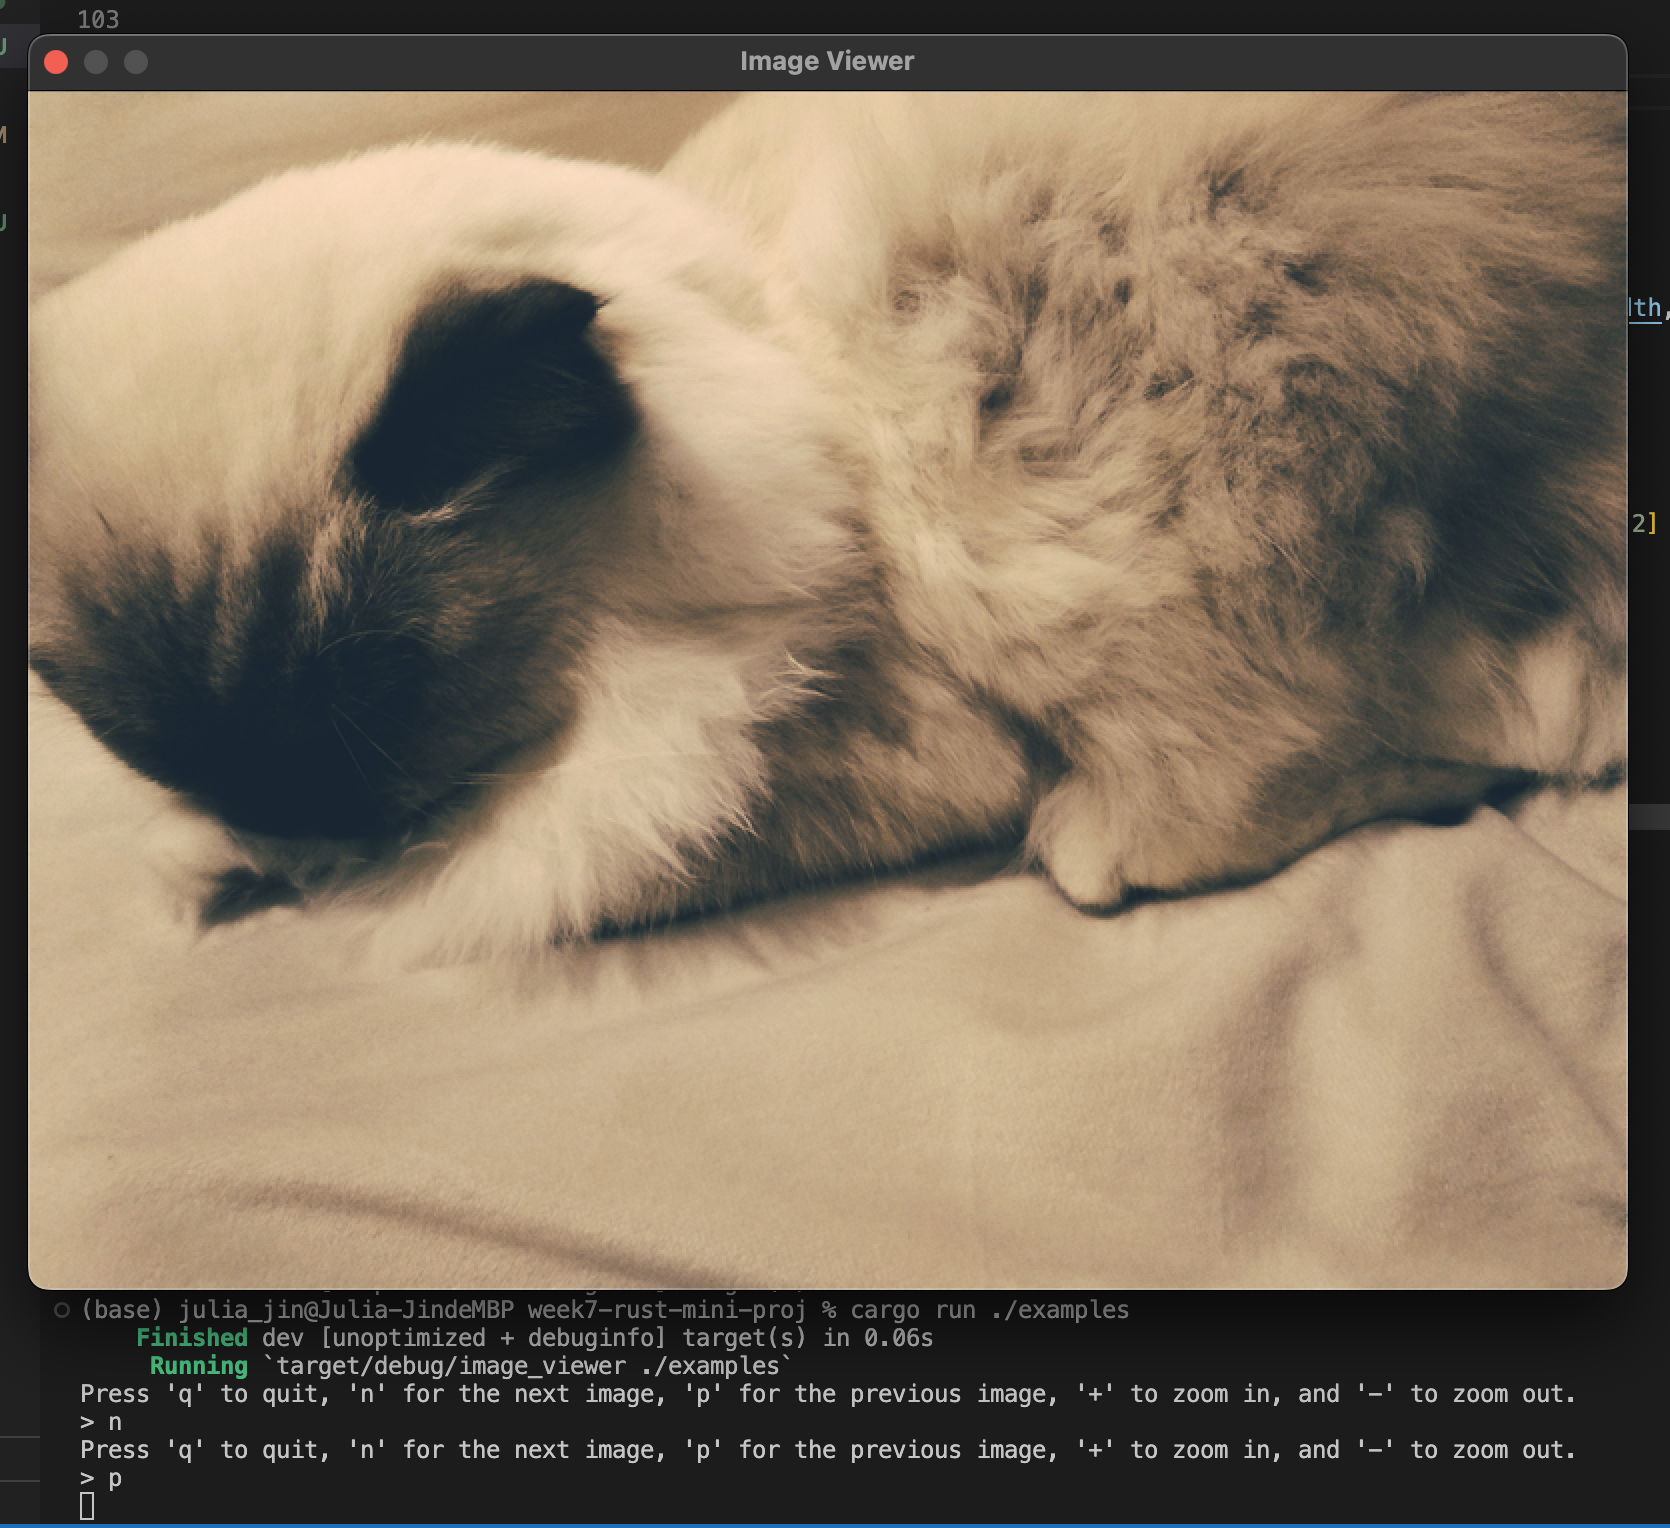 103
J
Image Viewer
M
J
lth,
2]
(base) julia_jin@Julia-JindeMBP week7-rust-mini-proj % cargo run ./examples
Finished dev [unoptimized + debuginfo] target(s) in 0.06s
Running `target/debug/image_viewer ./examples`
Press 'q' to quit, 'n' for the next image, 'p' for the previous image, '+' to zoom in, and '-' to zoom out.
> n
Press 'q' to quit, 'n' for the next image, 'p' for the previous image, '+' to zoom in, and '-' to zoom out.
> p